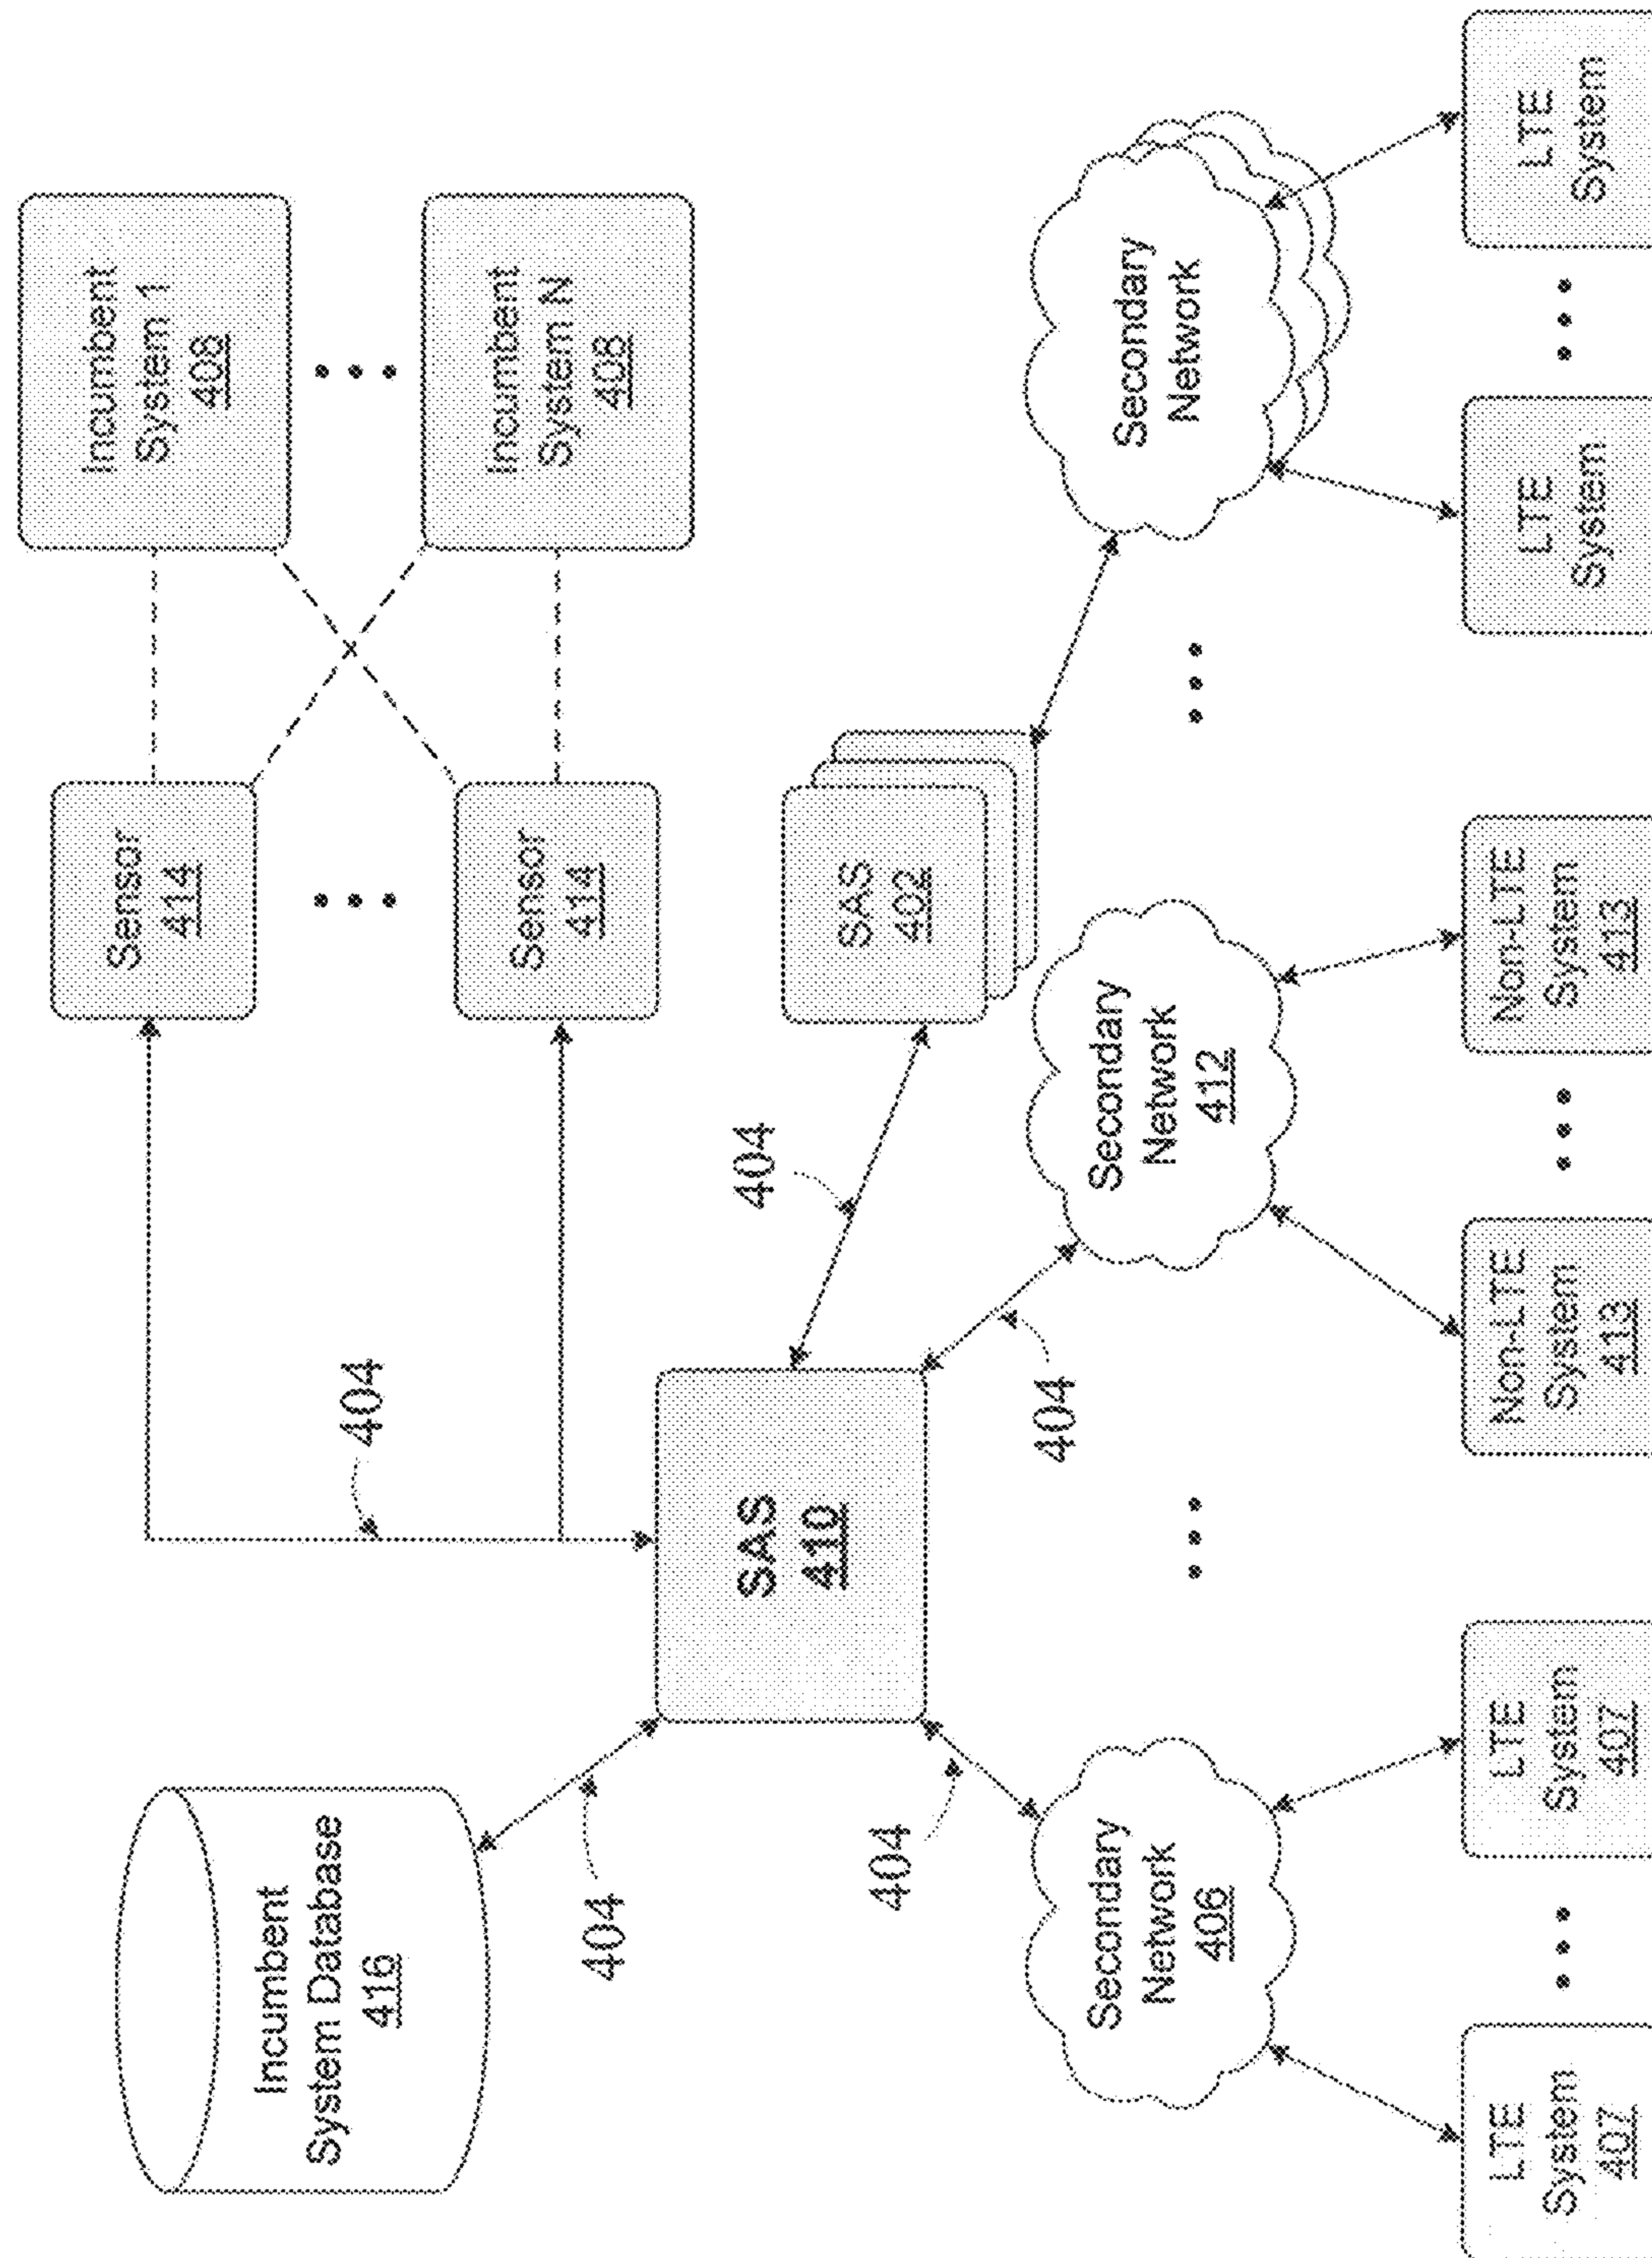 Incumbent
System Database
416
404
404
SAS
410
404
Sensor
414
Sensor
414
Incumbent
System 1
408
Incumbent
System N
408
404
SAS
402
404
Secondary
Network
406
Secondary
Network
412
Secondary
Network
LTE
System
407
LTE
System
407
Non-LTE
System
413
Non-LTE
System
413
LTE
System
LTE
System